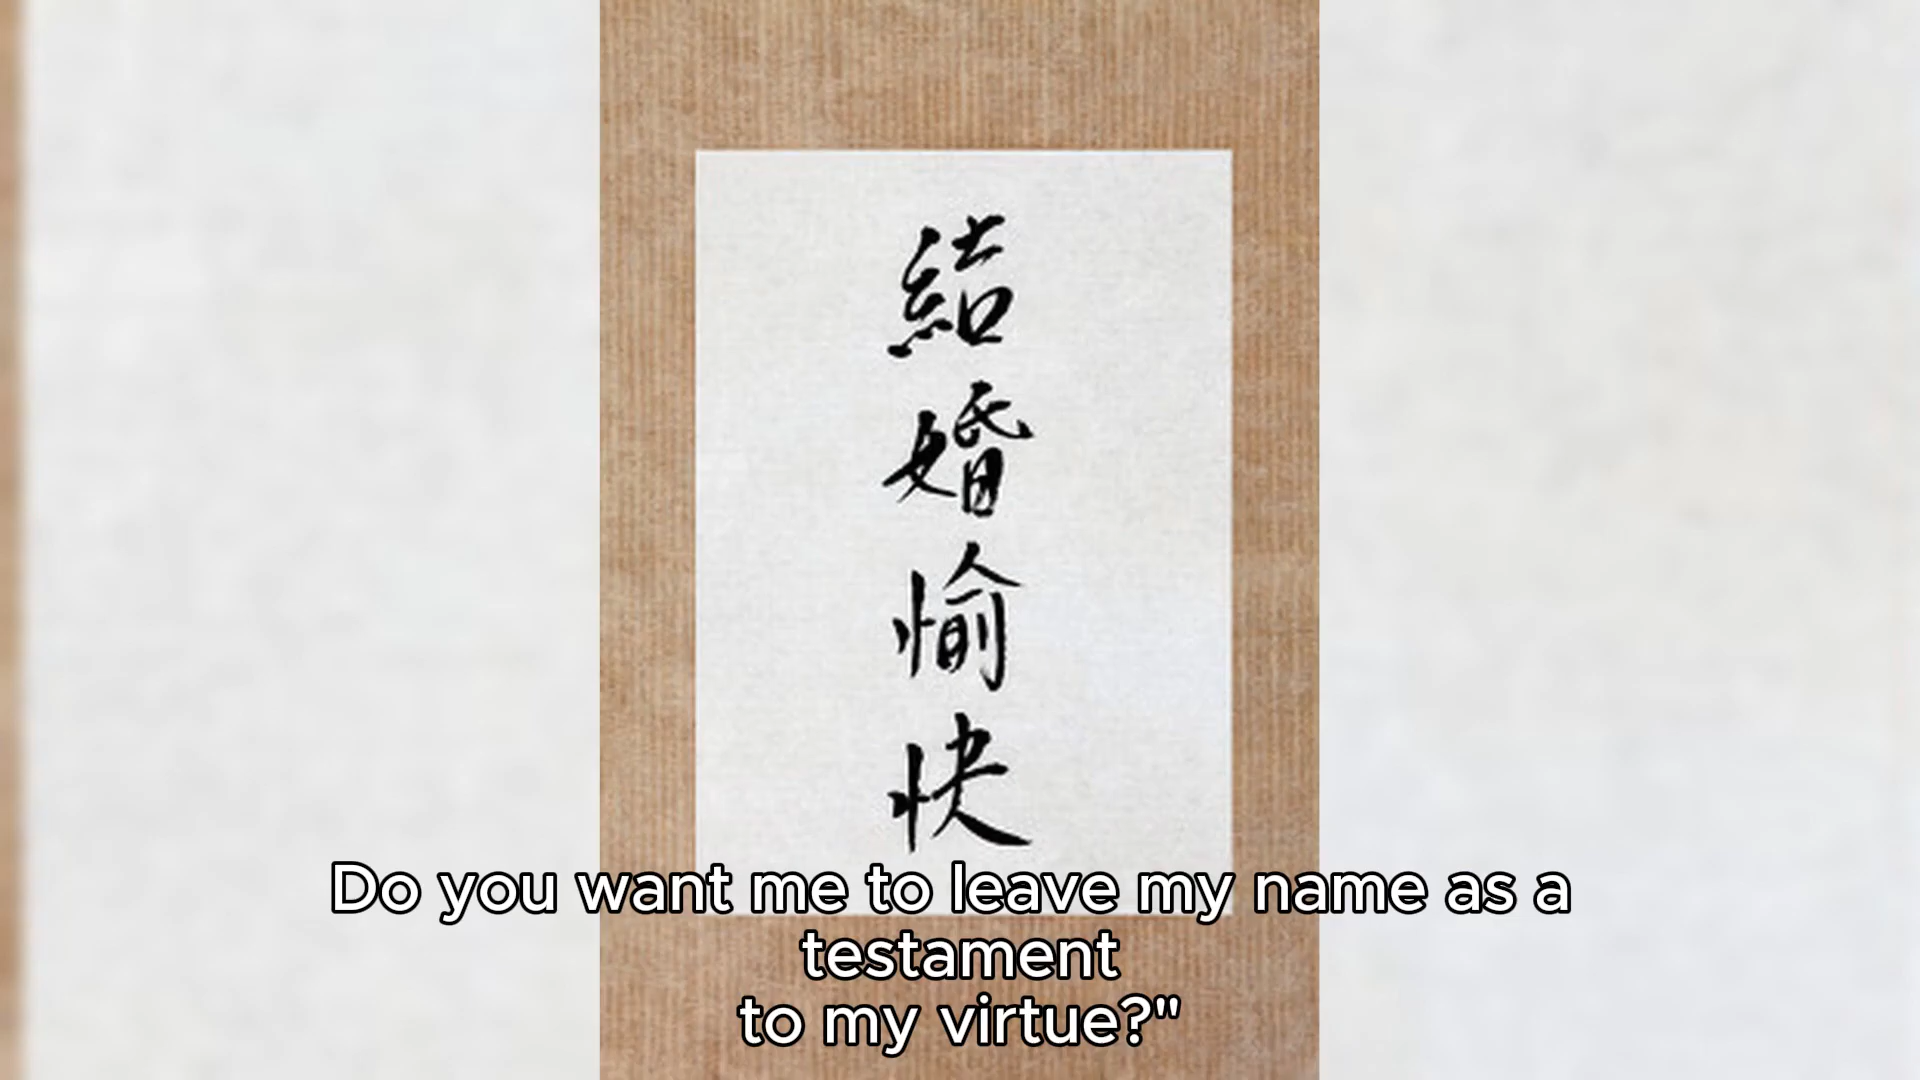 結婚愉快
Do you want me to leave my name as a
testament
to my virtue?"